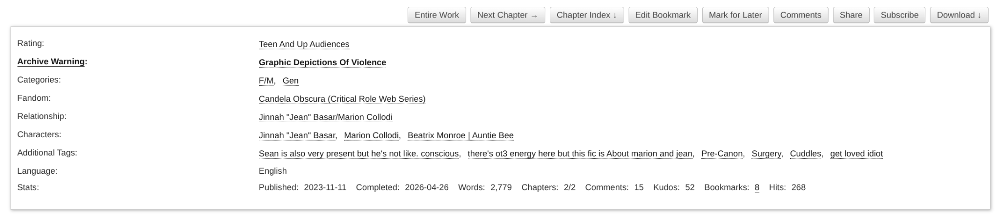 Entire Work Next Chapter → Chapter Index ↓ Edit Bookmark Mark for Later Comments Share Subscribe Download ↓
Rating: Teen And Up Audiences
Archive Warning: Graphic Depictions Of Violence
Categories: F/M, Gen
Fandom: Candela Obscura (Critical Role Web Series)
Relationship: Jinnah "Jean" Basar/Marion Collodi
Characters: Jinnah "Jean" Basar, Marion Collodi, Beatrix Monroe | Auntie Bee
Additional Tags: Sean is also very present but he's not like. conscious, there's ot3 energy here but this fic is About marion and jean, Pre-Canon, Surgery, Cuddles, get loved idiot
Language: English
Stats: Published: 2023-11-11 Completed: 2026-04-26 Words: 2,779 Chapters: 2/2 Comments: 15 Kudos: 52 Bookmarks: 8 Hits: 268